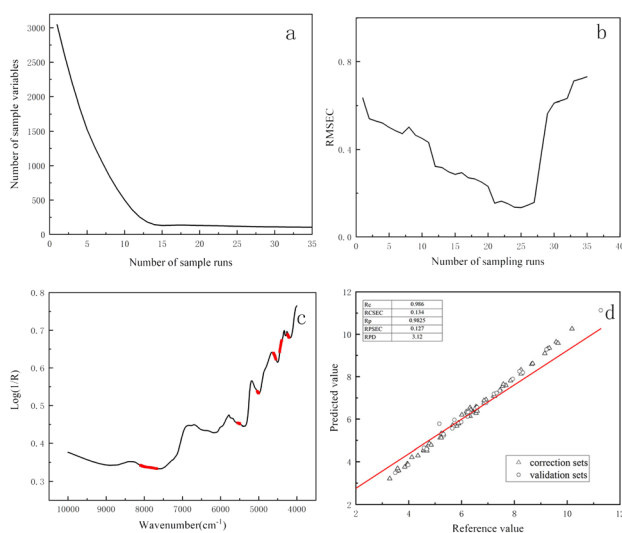 a
3000
2500
2000
1500
1000
500
0
0 5 10 15 20 25 30 35
Number of sample variables
Number of sample runs
b
0.8
0.4
0.0
0 5 10 15 20 25 30 35 40
RMSEC
Number of sampling runs
c
0.8
0.7
0.6
0.5
0.4
0.3
10000 9000 8000 7000 6000 5000 4000
Log(1/R)
Wavenumber(cm⁻¹)
d
Rc 0.986
RCSEC 0.134
Rp 0.9825
RPSEC 0.127
RPD 3.12
12
10
8
6
4
2
2 4 6 8 10 12
Predicted value
correction sets
validation sets
Reference value